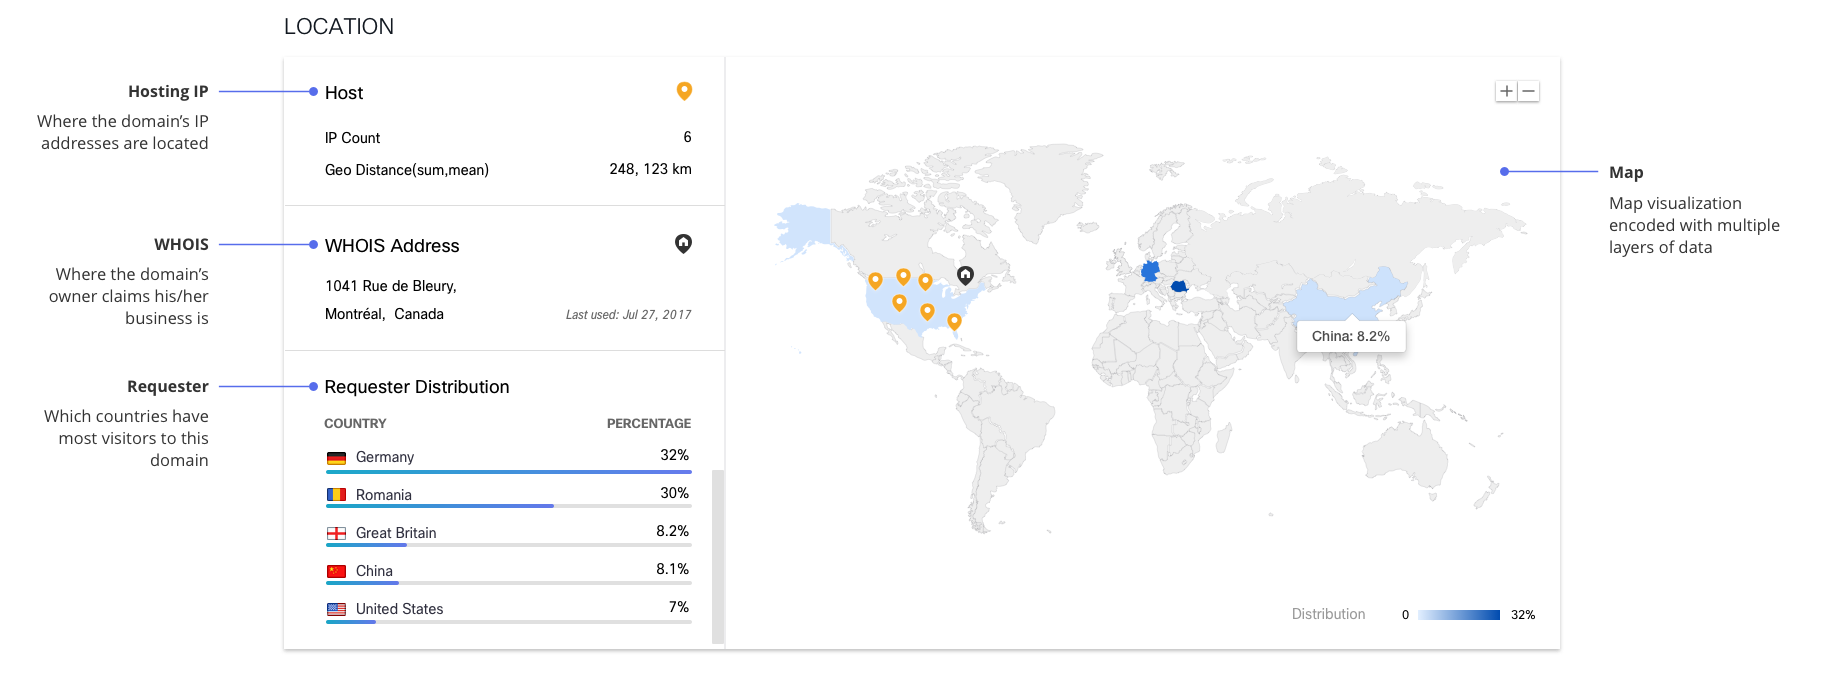 LOCATION
Hosting IP
Where the domain’s IP
addresses are located
WHOIS
Where the domain’s
owner claims his/her
business is
Requester
Which countries have
most visitors to this
domain
Host
IP Count 6
Geo Distance(sum,mean) 248, 123 km
WHOIS Address
1041 Rue de Bleury,
Montréal, Canada Last used: Jul 27, 2017
Requester Distribution
COUNTRY PERCENTAGE
Germany 32%
Romania 30%
Great Britain 8.2%
China 8.1%
United States 7%
+ −
China: 8.2%
Distribution 0 32%
Map
Map visualization
encoded with multiple
layers of data